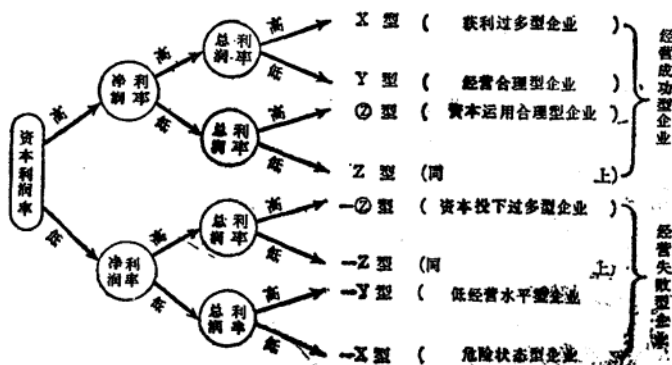 资本利润率
高
低
净利润率
高
低
净利润率
高
低
总利润率
高
低
总利润率
高
低
总利润率
高
低
总利润率
高
低
X 型 ( 获利过多型企业 )
Y 型 ( 经营合理型企业 )
Ⓩ 型 ( 资本运用合理型企业 )
Z 型 (同 上)
—Ⓩ 型 ( 资本投下过多型企业 )
—Z 型 (同 上)
—Y 型 ( 低经营水平型企业
—X 型 ( 危险状态型企业
经营成功型企业
经营失败型企业